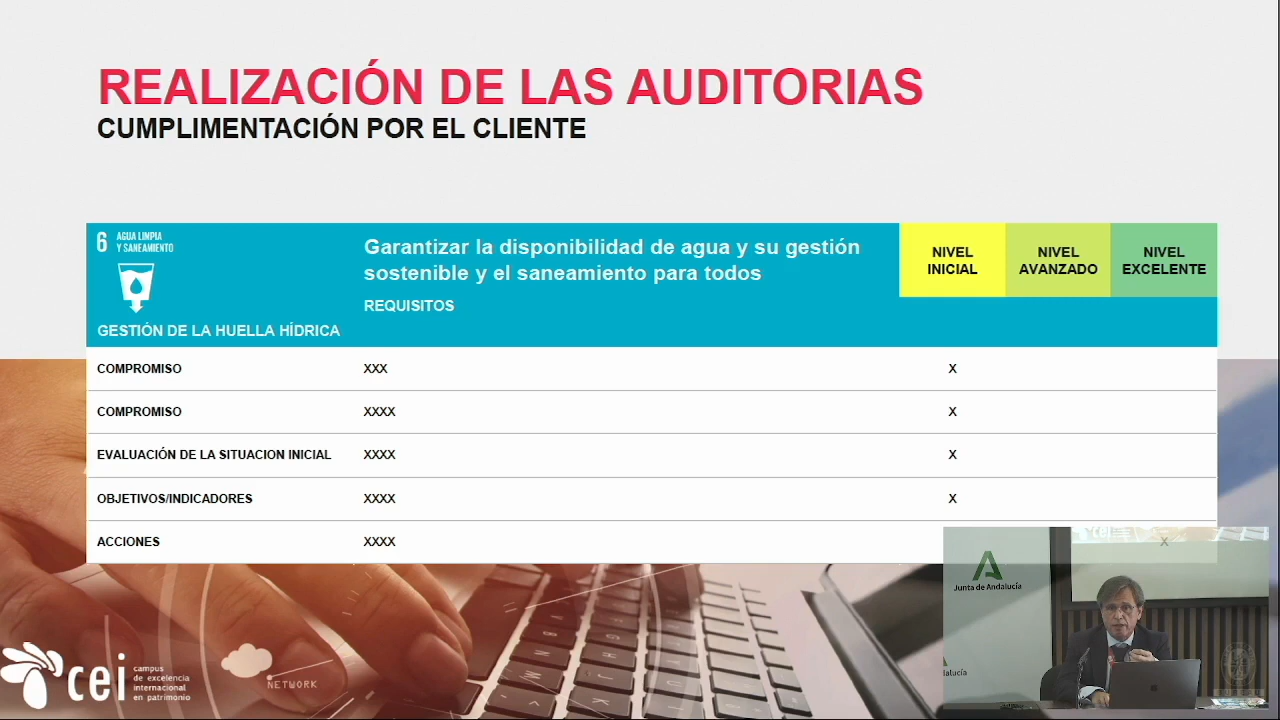 REALIZACIÓN DE LAS AUDITORIAS
CUMPLIMENTACIÓN POR EL CLIENTE
6 AGUA LIMPIA
Y SANEAMIENTO
GESTIÓN DE LA HUELLA HÍDRICA
Garantizar la disponibilidad de agua y su gestión
sostenible y el saneamiento para todos
REQUISITOS
NIVEL
INICIAL
NIVEL
AVANZADO
NIVEL
EXCELENTE
COMPROMISO XXX X
COMPROMISO XXXX X
EVALUACIÓN DE LA SITUACION INICIAL XXXX X
OBJETIVOS/INDICADORES XXXX X
ACCIONES XXXX X
cei
Junta de Andalucía
dalucía
NETWORK
cei
campus
de excelencia
internacional
en patrimonio